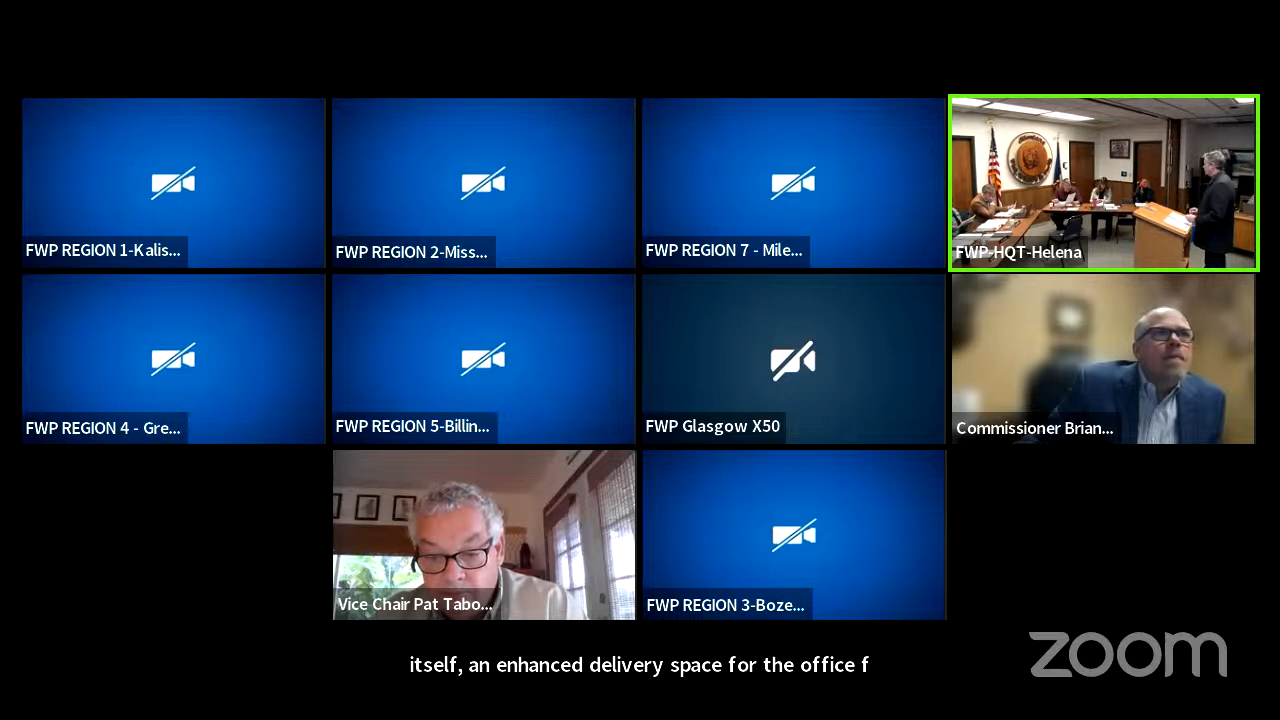 FWP REGION 1-Kalis...
FWP REGION 2-Miss...
FWP REGION 7 - Mile...
FWP-HQT-Helena
FWP REGION 4 - Gre...
FWP REGION 5-Billin...
FWP Glasgow X50
Commissioner Brian...
Vice Chair Pat Tabo...
FWP REGION 3-Boze...
itself, an enhanced delivery space for the office f
zoom